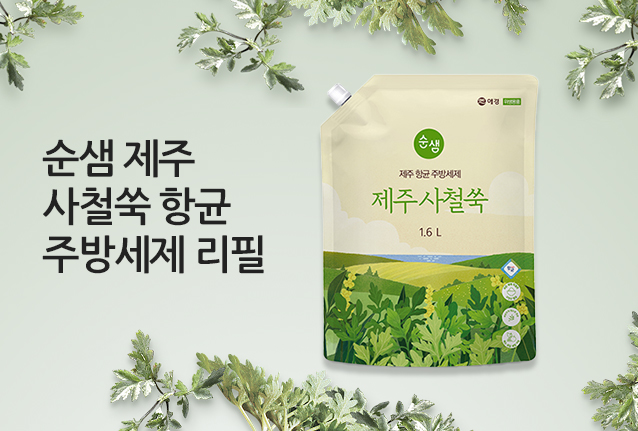 순샘 제주
사철쑥 항균
주방세제 리필
애경
순샘
제주 항균 주방세제
제주 사철쑥
1.6 L